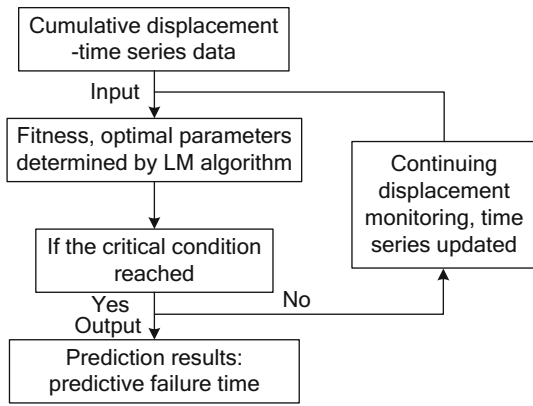 Cumulative displacement
-time series data
Input
Fitness, optimal parameters
determined by LM algorithm
Continuing
displacement
monitoring, time
series updated
If the critical condition
reached
Yes
No
Output
Prediction results:
predictive failure time